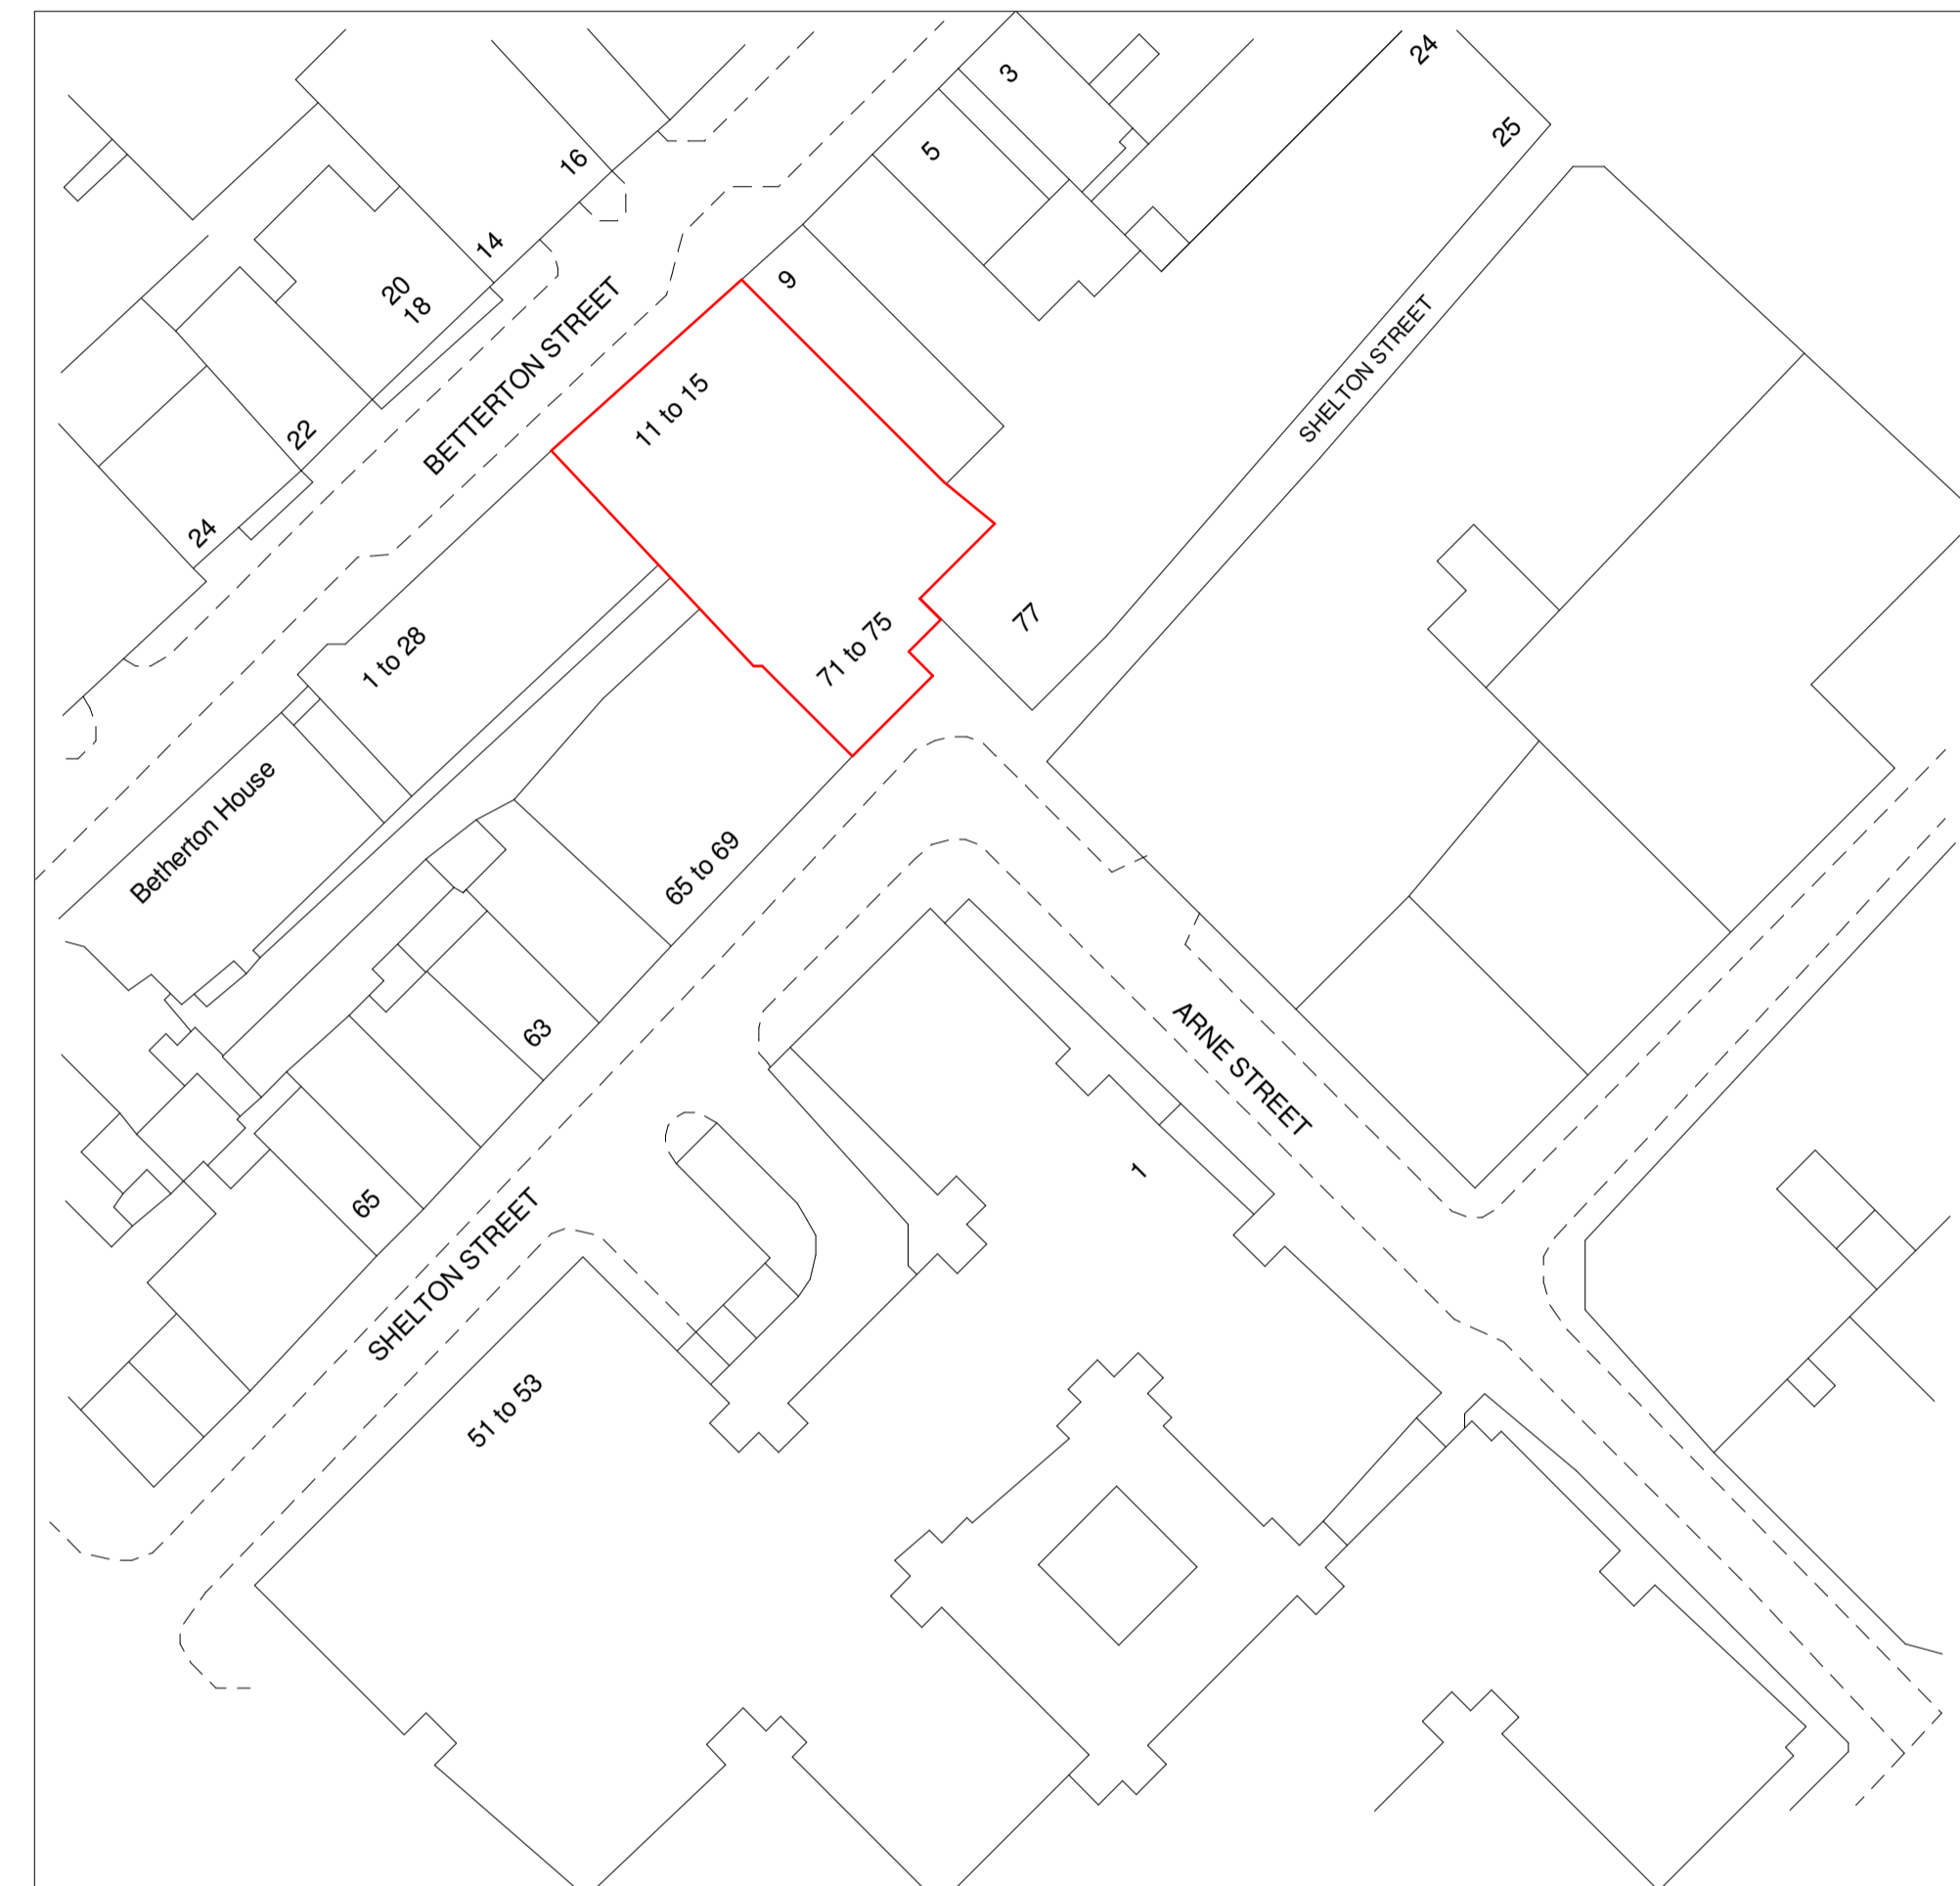 3
24
25
5
16
14
9
20
18
BETTERTON STREET
SHELTON STREET
11 to 15
22
24
77
71 to 75
1 to 28
Betherton House
65 to 69
63
ARNE STREET
1
65
SHELTON STREET
51 to 53